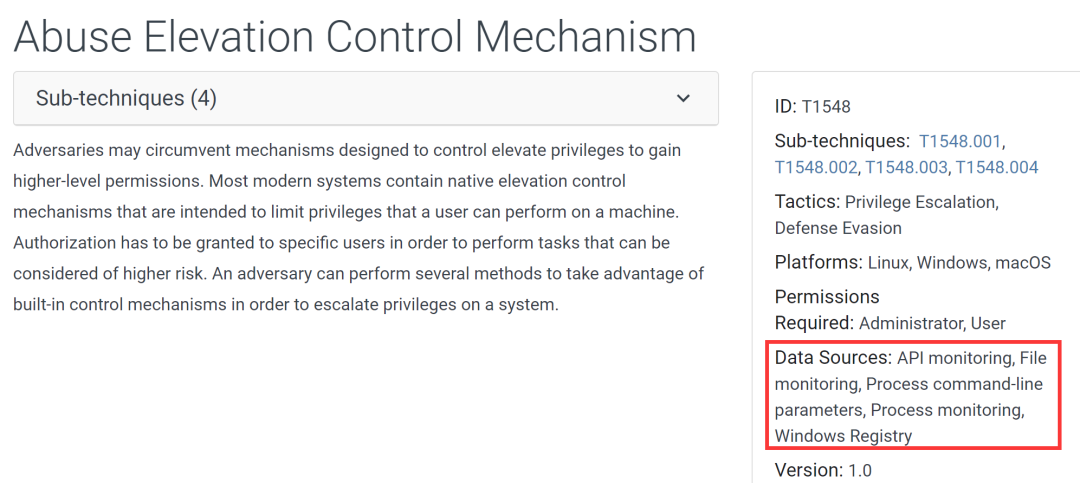 Abuse Elevation Control Mechanism
Sub-techniques (4)
Adversaries may circumvent mechanisms designed to control elevate privileges to gain
higher-level permissions. Most modern systems contain native elevation control
mechanisms that are intended to limit privileges that a user can perform on a machine.
Authorization has to be granted to specific users in order to perform tasks that can be
considered of higher risk. An adversary can perform several methods to take advantage of
built-in control mechanisms in order to escalate privileges on a system.
ID: T1548
Sub-techniques: T1548.001,
T1548.002, T1548.003, T1548.004
Tactics: Privilege Escalation,
Defense Evasion
Platforms: Linux, Windows, macOS
Permissions
Required: Administrator, User
Data Sources: API monitoring, File
monitoring, Process command-line
parameters, Process monitoring,
Windows Registry
Version: 1.0